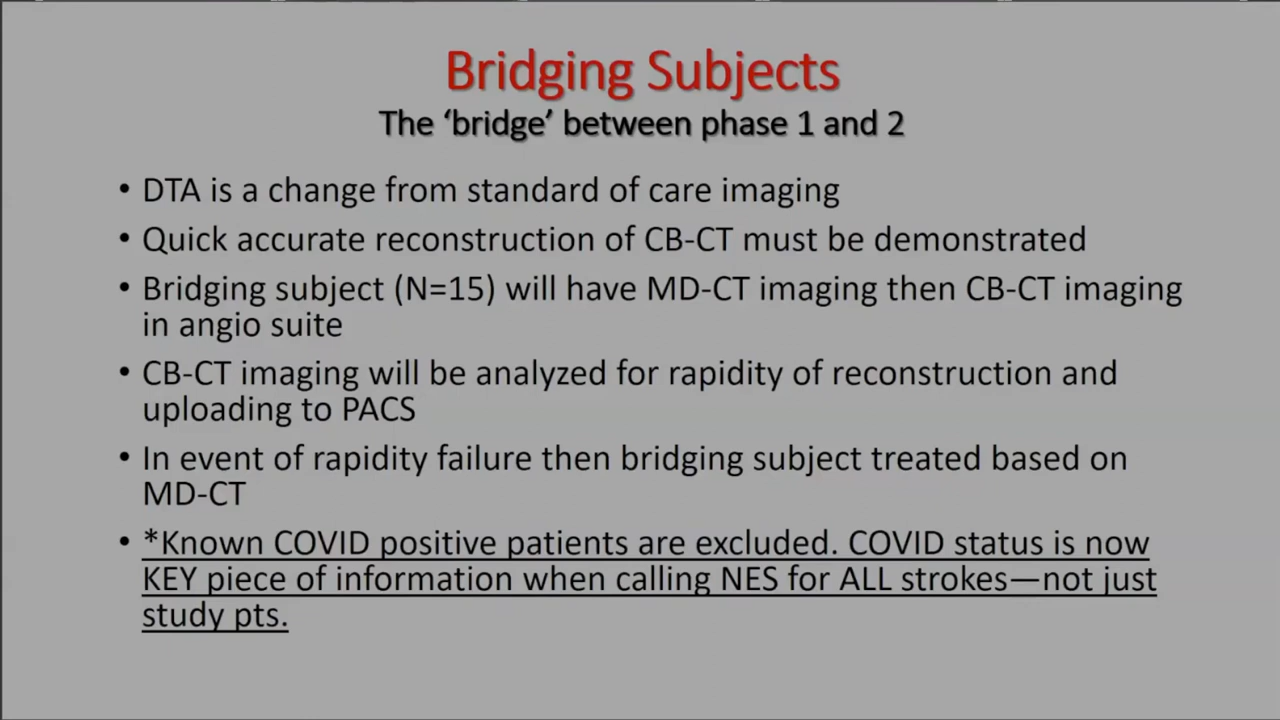 Bridging Subjects
The ‘bridge’ between phase 1 and 2
• DTA is a change from standard of care imaging
• Quick accurate reconstruction of CB-CT must be demonstrated
• Bridging subject (N=15) will have MD-CT imaging then CB-CT imaging
in angio suite
• CB-CT imaging will be analyzed for rapidity of reconstruction and
uploading to PACS
• In event of rapidity failure then bridging subject treated based on
MD-CT
• *Known COVID positive patients are excluded. COVID status is now
KEY piece of information when calling NES for ALL strokes—not just
study pts.